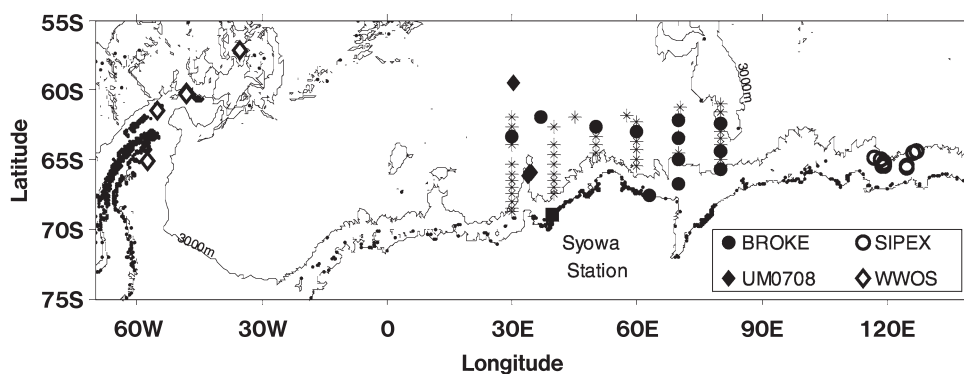 55S
60S
65S
70S
75S
Latitude
3000m
3000m
Syowa
Station
BROKE
SIPEX
UM0708
WWOS
60W 30W 0 30E 60E 90E 120E
Longitude